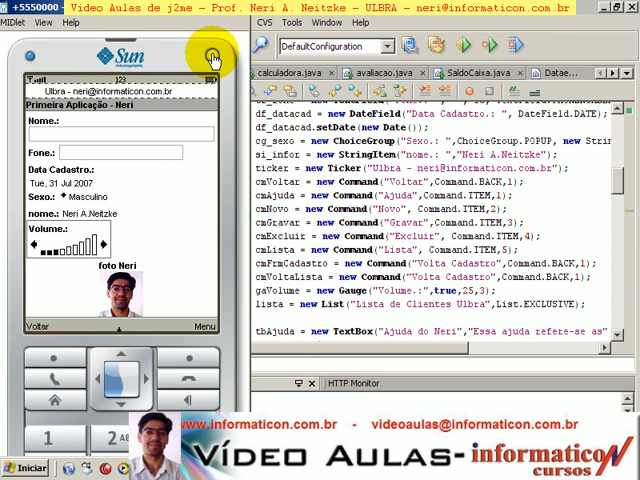 +5550000 - Video Aulas de j2me - Prof. Neri A. Neitzke - ULBRA - neri@informaticon.com.br
MIDlet View Help
CVS Tools Window Help
Sun
DefaultConfiguration
123
Ulbra - neri@informaticon.com.br
Primeira Aplicação - Neri
Nome.:
Fone.:
Data Cadastro.:
Tue, 31 Jul 2007
Sexo.: Masculino
nome.: Neri A.Neitzke
Volume.:
foto Neri
Voltar Menu
1 2
calculadora.java avaliacao.java SaldoCaixa.java Datae...
df_datacad = new DateField("Data Cadastro.: ", DateField.DATE);
df_datacad.setDate(new Date());
cg_sexo = new ChoiceGroup("Sexo.: ",ChoiceGroup.POPUP, new Strin
si_infor = new StringItem("nome.: ","Neri A.Neitzke");
ticker = new Ticker("Ulbra - neri@informaticon.com.br");
cmVoltar = new Command("Voltar",Command.BACK,1);
cmAjuda = new Command("Ajuda",Command.ITEM,1);
cmNovo = new Command("Novo", Command.ITEM,2);
cmGravar = new Command("Gravar",Command.ITEM,3);
cmExcluir = new Command("Excluir", Command.ITEM,4);
cmLista = new Command("Lista", Command.ITEM,5);
cmFrmCadastro = new Command("Volta Cadastro",Command.BACK,1);
cmVoltaLista = new Command("Volta Cadastro",Command.BACK,1);
gaVolume = new Gauge("Volume.:",true,25,3);
lista = new List("Lista de Clientes Ulbra",List.EXCLUSIVE);
tbAjuda = new TextBox("Ajuda do Neri","Essa ajuda refere-se as"
HTTP Monitor
www.informaticon.com.br - videoaulas@informaticon.com.br
Vídeo Aulas-informaticon
cursos
Iniciar